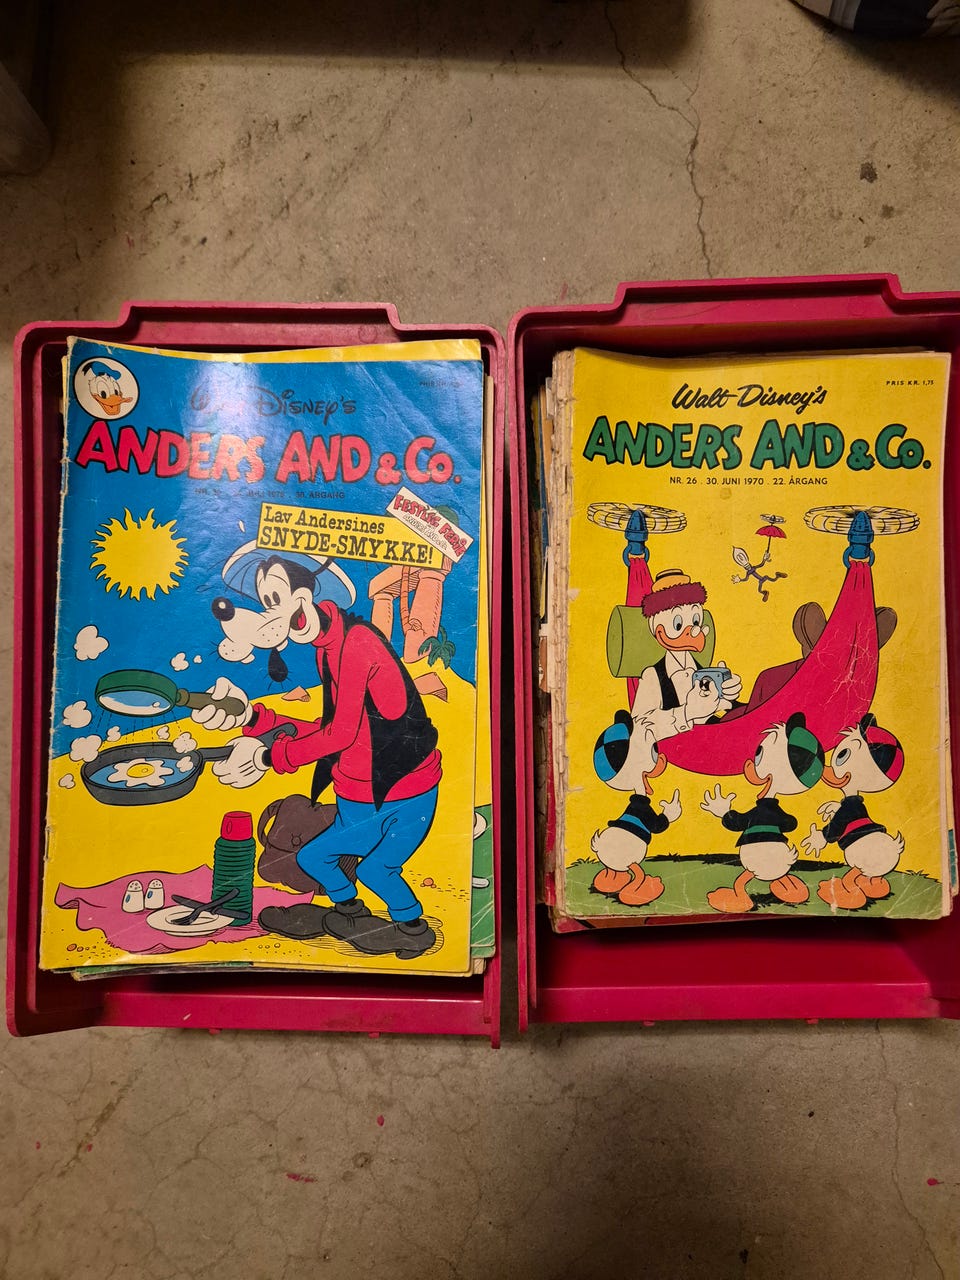 Walt Disney's
ANDERS AND & Co.
30. ÅRGANG
Lav Andersines
SNYDE-SMYKKE!
PRIS KR. 1,75
Walt Disney's
ANDERS AND & Co.
NR. 26 . 30. JUNI 1970 . 22. ÅRGANG